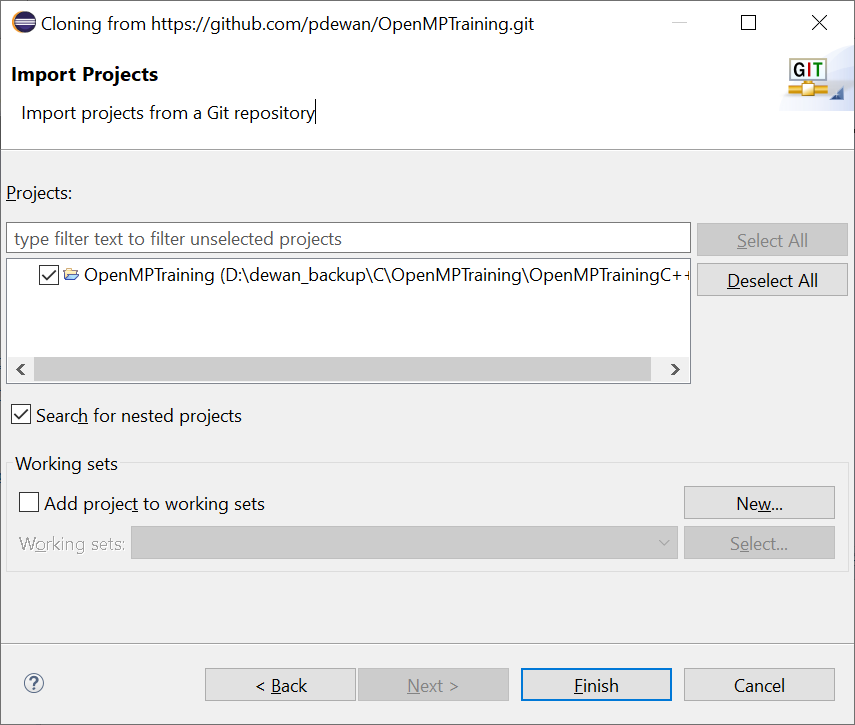 Cloning from https://github.com/pdewan/OpenMPTraining.git
Import Projects
GIT
Import projects from a Git repository
Projects:
type filter text to filter unselected projects
Select All
OpenMPTraining (D:\dewan_backup\C\OpenMPTraining\OpenMPTrainingC++
Deselect All
Search for nested projects
Working sets
Add project to working sets
New...
Working sets:
Select...
?
< Back
Next >
Finish
Cancel